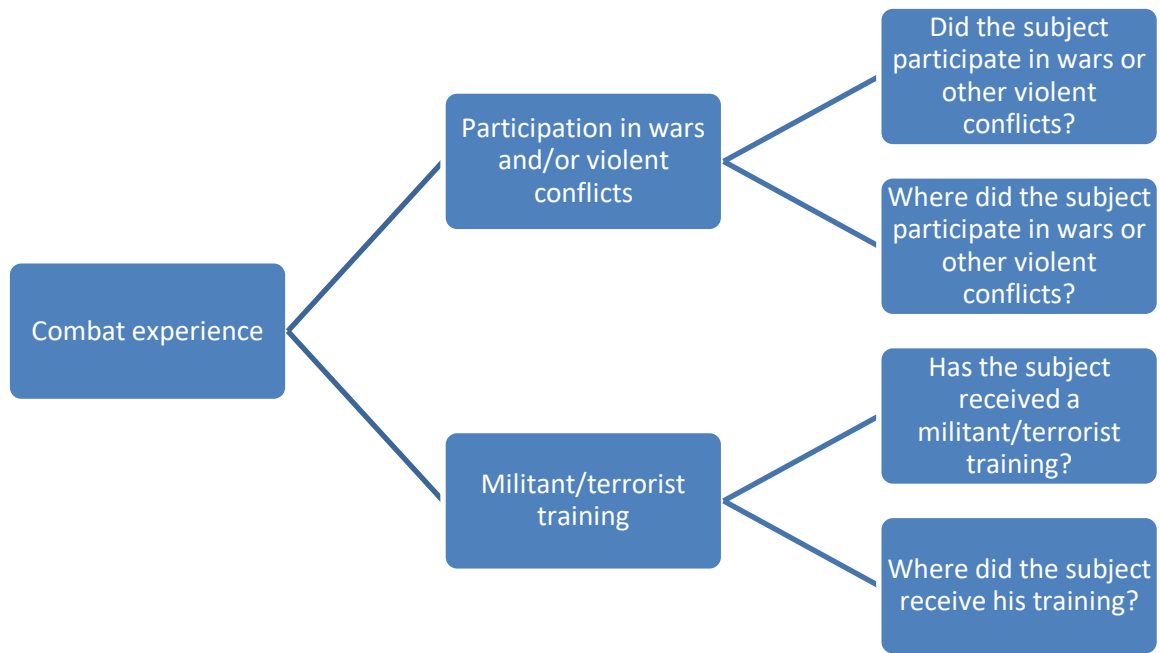 Combat experience
Participation in wars
and/or violent
conflicts
Did the subject
participate in wars or
other violent
conflicts?
Where did the subject
participate in wars or
other violent
conflicts?
Militant/terrorist
training
Has the subject
received a
militant/terrorist
training?
Where did the subject
receive his training?